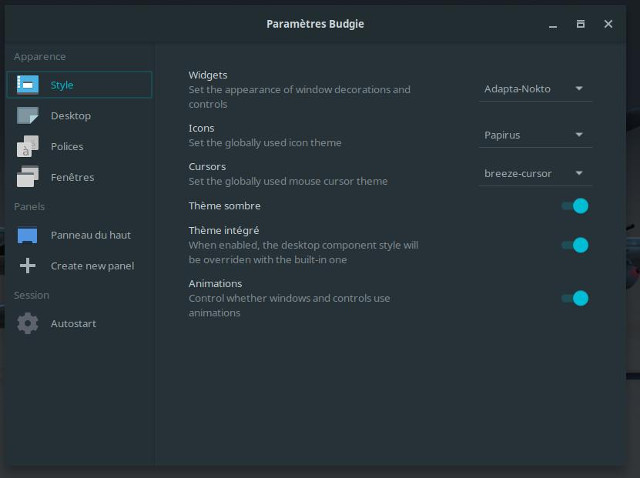 Paramètres Budgie
Apparence
Style
Desktop
Polices
Fenêtres
Panels
Panneau du haut
Create new panel
Session
Autostart
Widgets
Set the appearance of window decorations and
controls
Adapta-Nokto
Icons
Set the globally used icon theme
Papirus
Cursors
Set the globally used mouse cursor theme
breeze-cursor
Thème sombre
Thème intégré
When enabled, the desktop component style will
be overriden with the built-in one
Animations
Control whether windows and controls use
animations